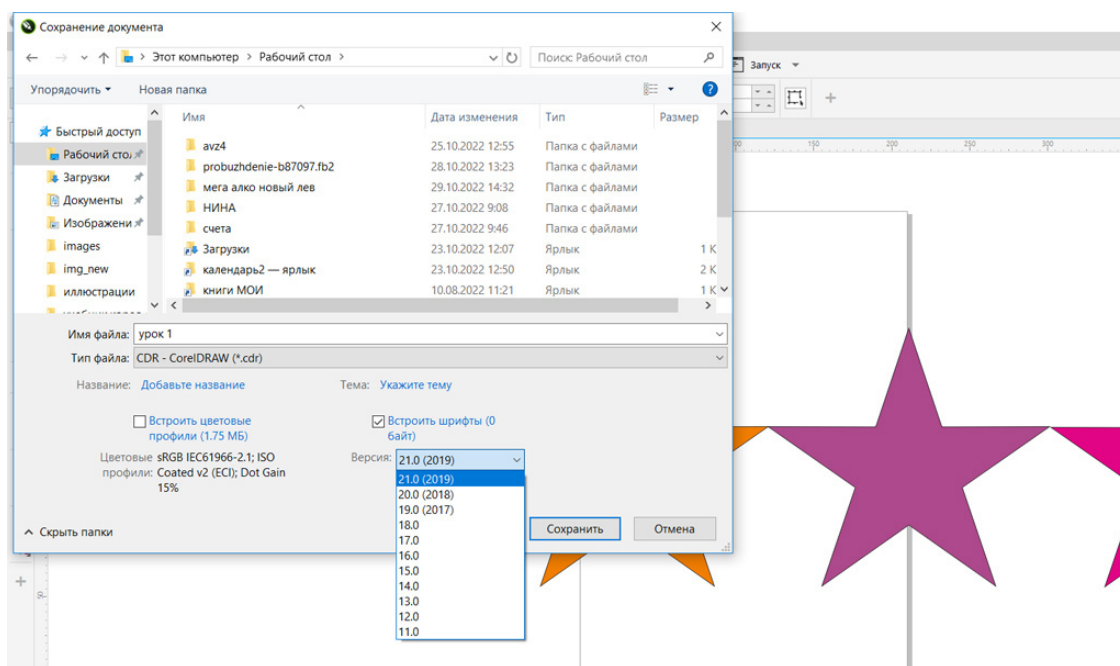 Сохранение документа
Этот компьютер > Рабочий стол >
Поиск: Рабочий стол
Запуск
Упорядочить
Новая папка
Имя
Дата изменения
Тип
Размер
Быстрый доступ
Рабочий сто
Загрузки
Документы
Изображени
images
img_new
иллюстрации
avz4 25.10.2022 12:55 Папка с файлами
probuzhdenie-b87097.fb2 28.10.2022 13:23 Папка с файлами
мега алко новый лев 29.10.2022 14:32 Папка с файлами
НИНА 27.10.2022 9:08 Папка с файлами
счета 27.10.2022 9:46 Папка с файлами
Загрузки 23.10.2022 12:07 Ярлык 1 К
календарь2 — ярлык 23.10.2022 12:50 Ярлык 2 К
книги МОИ 10.08.2022 11:21 Ярлык 1 К
Имя файла: урок 1
Тип файла: CDR - CorelDRAW (*.cdr)
Название: Добавьте название
Тема: Укажите тему
Встроить цветовые
профили (1.75 МБ)
Встроить шрифты (0
байт)
Цветовые sRGB IEC61966-2.1; ISO
профили: Coated v2 (ECI); Dot Gain
15%
Версия: 21.0 (2019)
21.0 (2019)
20.0 (2018)
19.0 (2017)
18.0
17.0
16.0
15.0
14.0
13.0
12.0
11.0
Скрыть папки
Сохранить
Отмена
150
200
250
300